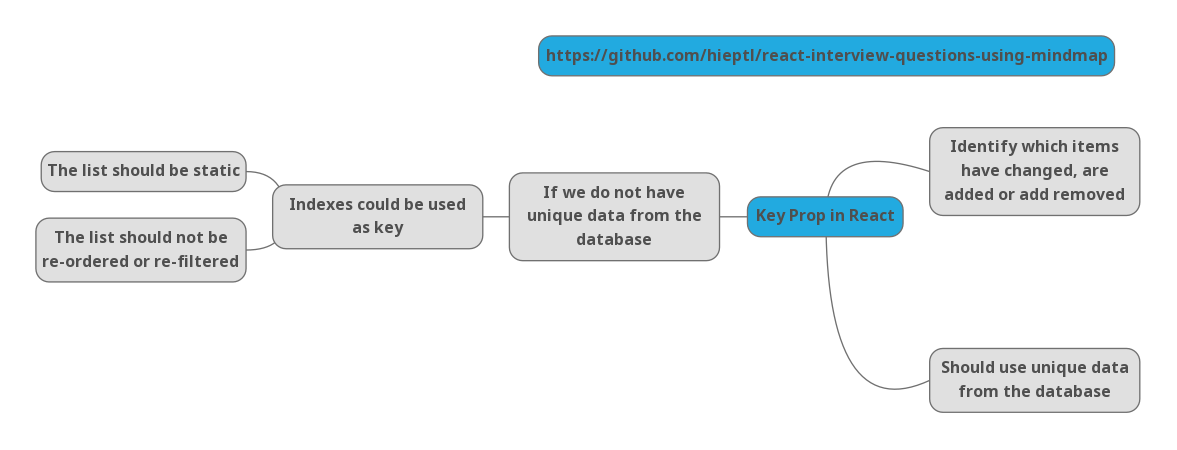 https://github.com/hieptl/react-interview-questions-using-mindmap
Identify which items
have changed, are
added or add removed
The list should be static
If we do not have
unique data from the
database
Indexes could be used
as key
Key Prop in React
The list should not be
re-ordered or re-filtered
Should use unique data
from the database